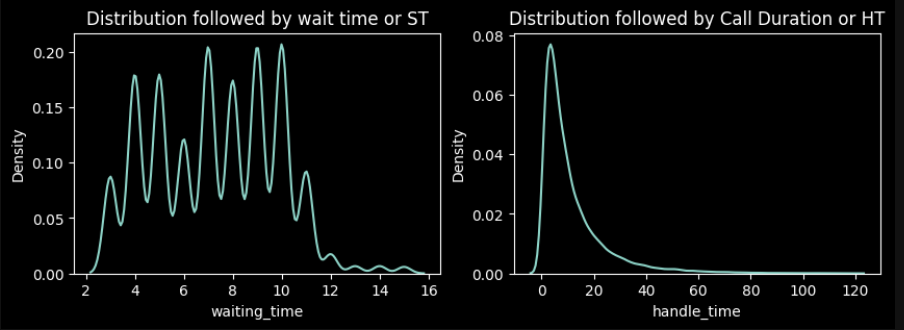 Distribution followed by wait time or ST
0.20
0.15
0.10
0.05
0.00
Density
2 4 6 8 10 12 14 16
waiting_time
Distribution followed by Call Duration or HT
0.08
0.06
0.04
0.02
0.00
Density
0 20 40 60 80 100 120
handle_time